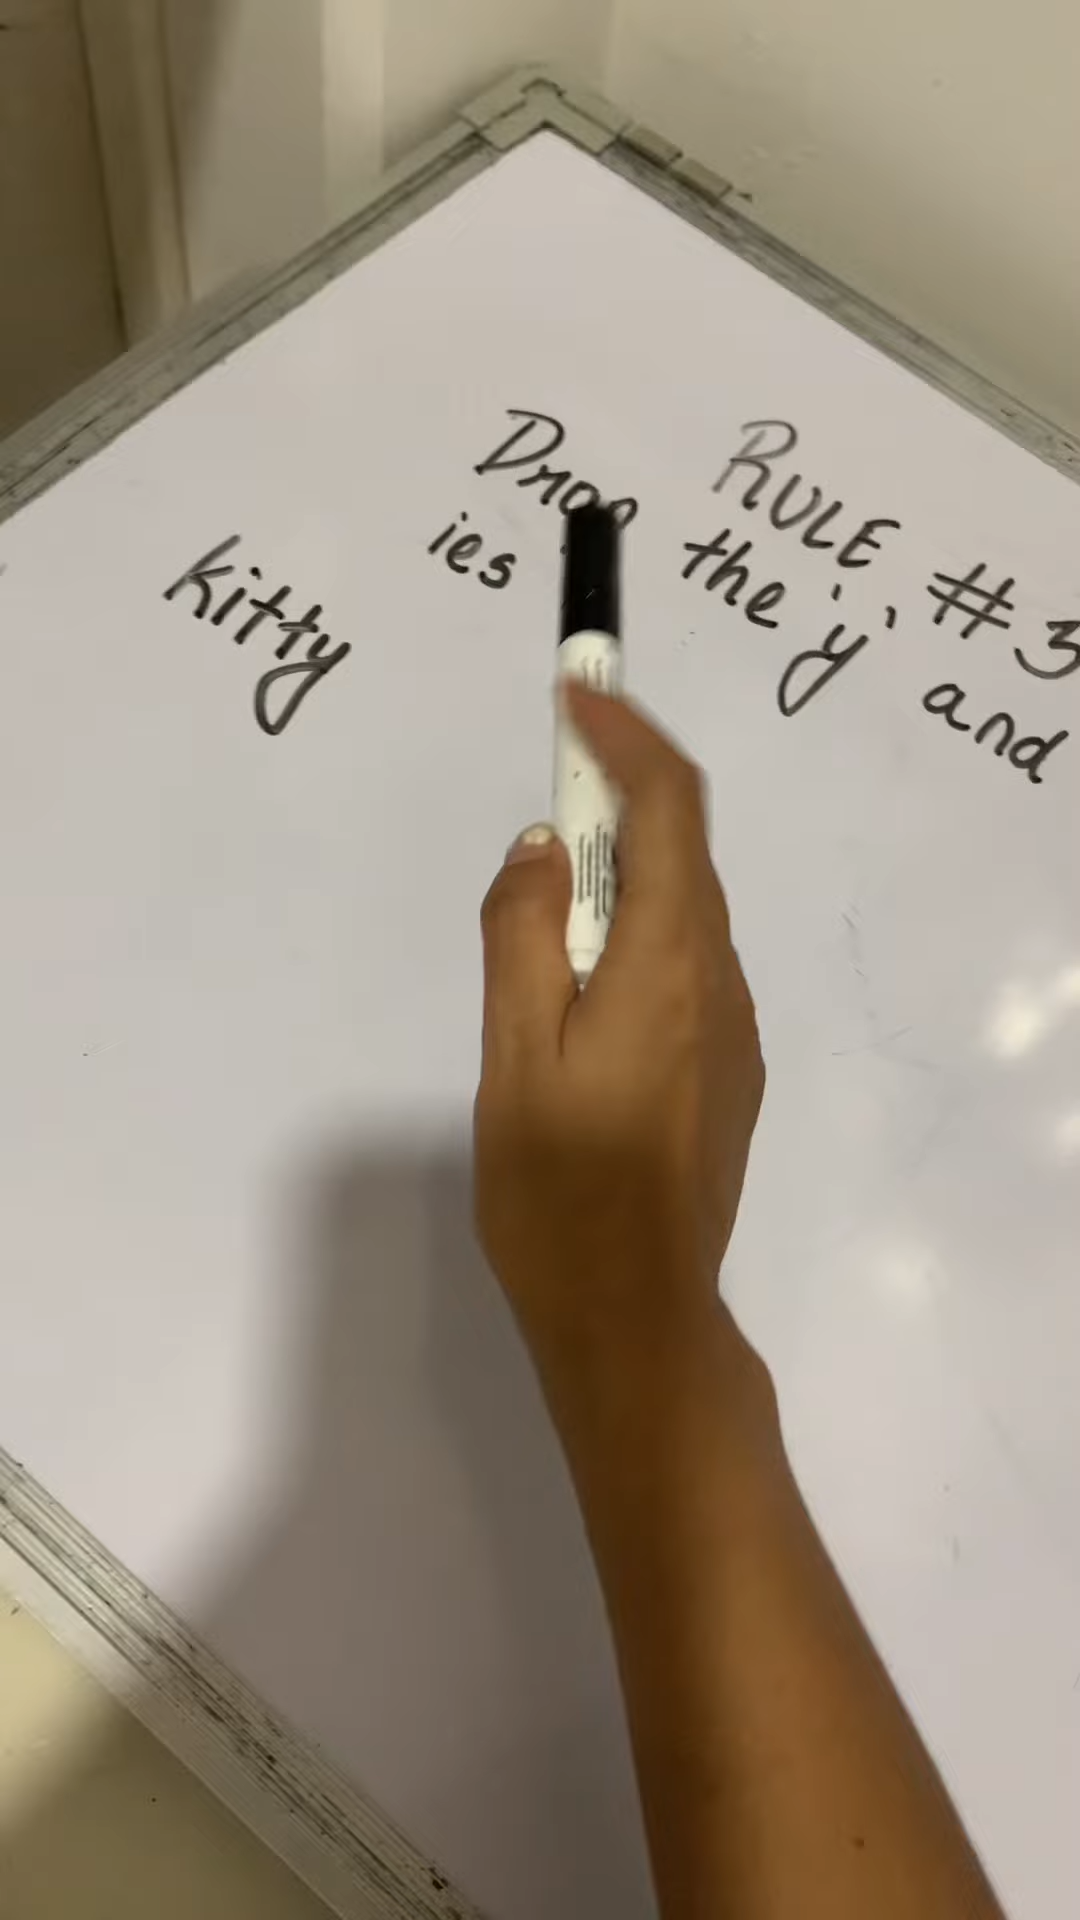 RULE #3
Drop the 'y' and
ies
kitty